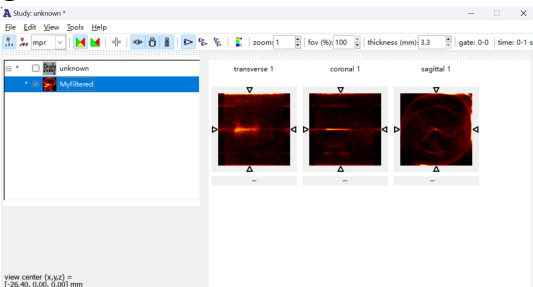 Study: unknown *
File Edit View Tools Help
mpr zoom: 1 fov (%): 100 thickness (mm): 3.3 gate: 0-0 time: 0-1 s
* Study unknown
* MyFiltered
transverse 1 coronal 1 sagittal 1
view center (x,y,z) =
[-26.40, 0.00, 0.00] mm